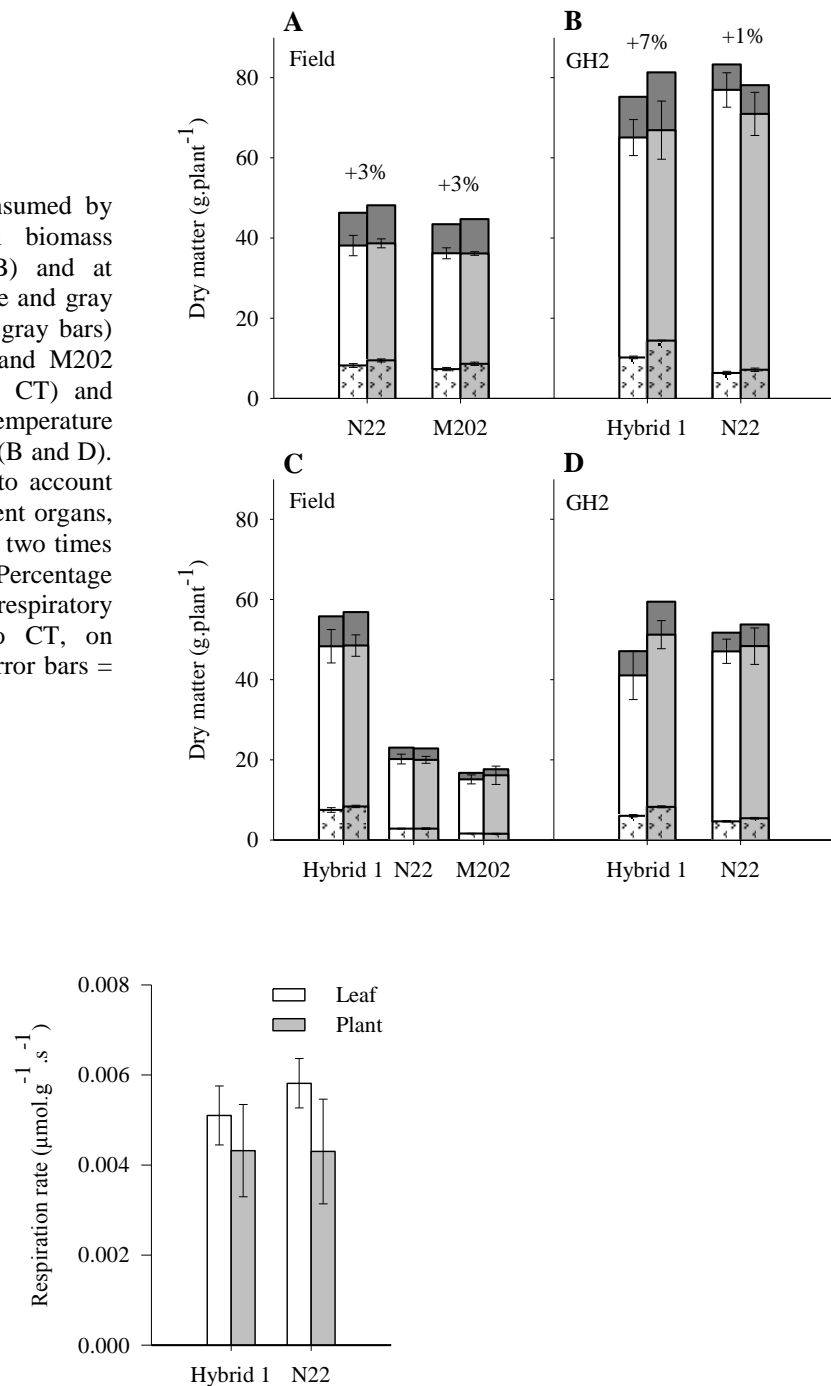 nsumed by
biomass
B) and at
e and gray
gray bars)
and M202
CT) and
emperature
(B and D).
to account
ent organs,
two times
Percentage
respiratory
o CT, on
rror bars =
A
B
Field
GH2
+3%
+3%
+7%
+1%
80
60
40
20
0
Dry matter (g.plant-1)
N22
M202
Hybrid 1
N22
C
D
Field
GH2
80
60
40
20
0
Dry matter (g.plant-1)
Hybrid 1 N22 M202
Hybrid 1 N22
0.008
0.006
0.004
0.002
0.000
Respiration rate (µmol.g-1.s-1)
Leaf
Plant
Hybrid 1 N22